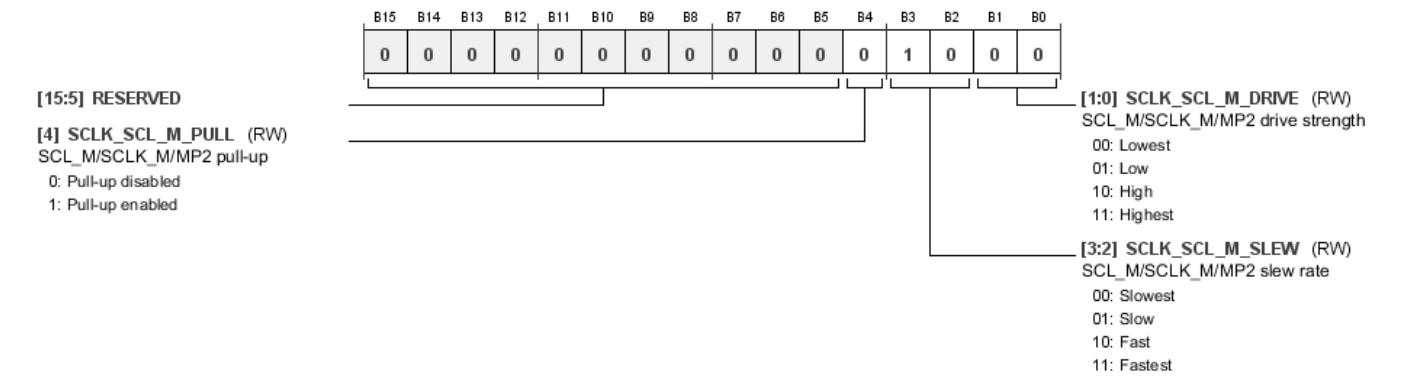 B15 B14 B13 B12 B11 B10 B9 B8 B7 B6 B5 B4 B3 B2 B1 B0
0 0 0 0 0 0 0 0 0 0 0 0 1 0 0 0
[15:5] RESERVED
[4] SCLK_SCL_M_PULL (RW)
SCL_M/SCLK_M/MP2 pull-up
0: Pull-up disabled
1: Pull-up enabled
[1:0] SCLK_SCL_M_DRIVE (RW)
SCL_M/SCLK_M/MP2 drive strength
00: Lowest
01: Low
10: High
11: Highest
[3:2] SCLK_SCL_M_SLEW (RW)
SCL_M/SCLK_M/MP2 slew rate
00: Slowest
01: Slow
10: Fast
11: Fastest